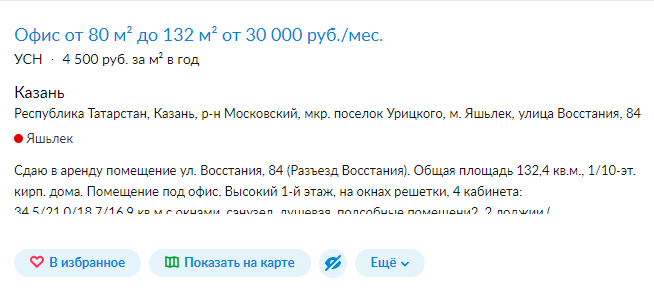 Офис от 80 м² до 132 м² от 30 000 руб./мес.
УСН · 4 500 руб. за м² в год
Казань
Республика Татарстан, Казань, р-н Московский, мкр. поселок Урицкого, м. Яшьлек, улица Восстания, 84
Яшьлек
Сдаю в аренду помещение ул. Восстания, 84 (Разъезд Восстания). Общая площадь 132,4 кв.м., 1/10-эт.
кирп. дома. Помещение под офис. Высокий 1-й этаж, на окнах решетки, 4 кабинета:
34,5/21,0/18,7/16,9 кв.м с окнами, санузел, душевая, подсобные помещени2, 2 лоджии (
В избранное
Показать на карте
Ещё